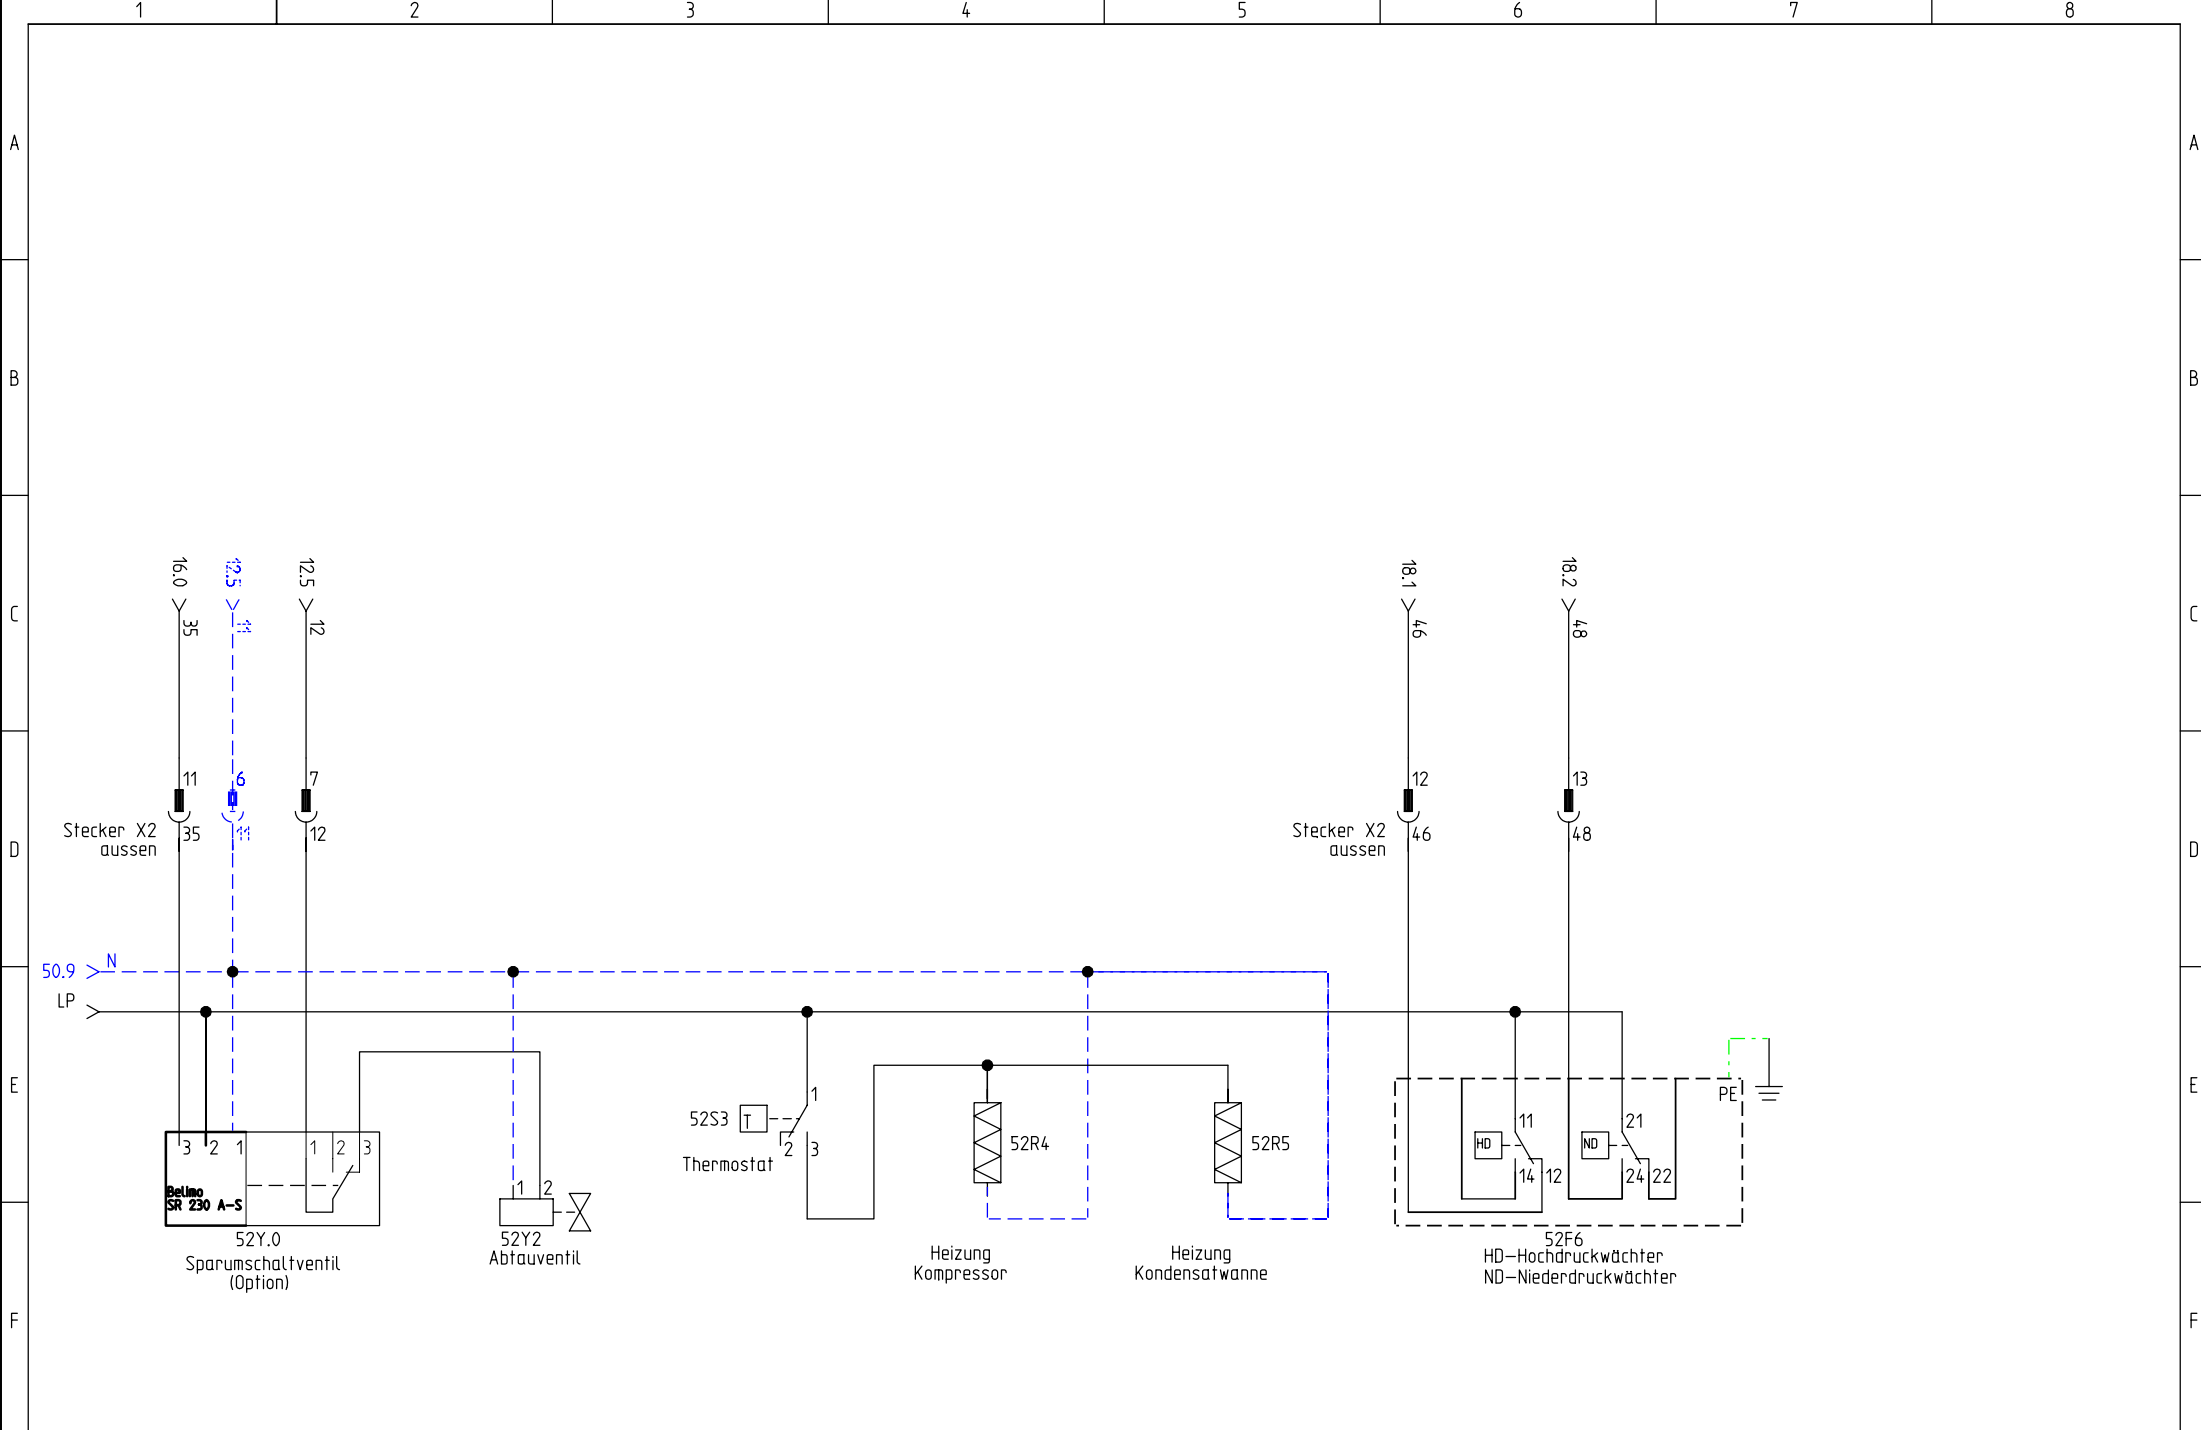 1 2 3 4 5 6 7 8
A A
B B
16.0 12.5 12.5 18.1 18.2
C C
35 11 12 46 48
11 6 7 12 13
Stecker X2 35 11 12 Stecker X2 46 48
aussen aussen
D D
50.9 N
LP
E E
PE
1
52S3 T
2 3
Thermostat
52R4 52R5
11 21
HD ND
14 12 24 22
3 2 1 1 2 3
Belimo
SR 230 A-S
1 2
52Y.0
Sparumschaltventil
(Option)
52Y2
Abtauventil
Heizung
Kompressor
Heizung
Kondensatwanne
52F6
HD-Hochdruckwächter
ND-Niederdruckwächter
F F